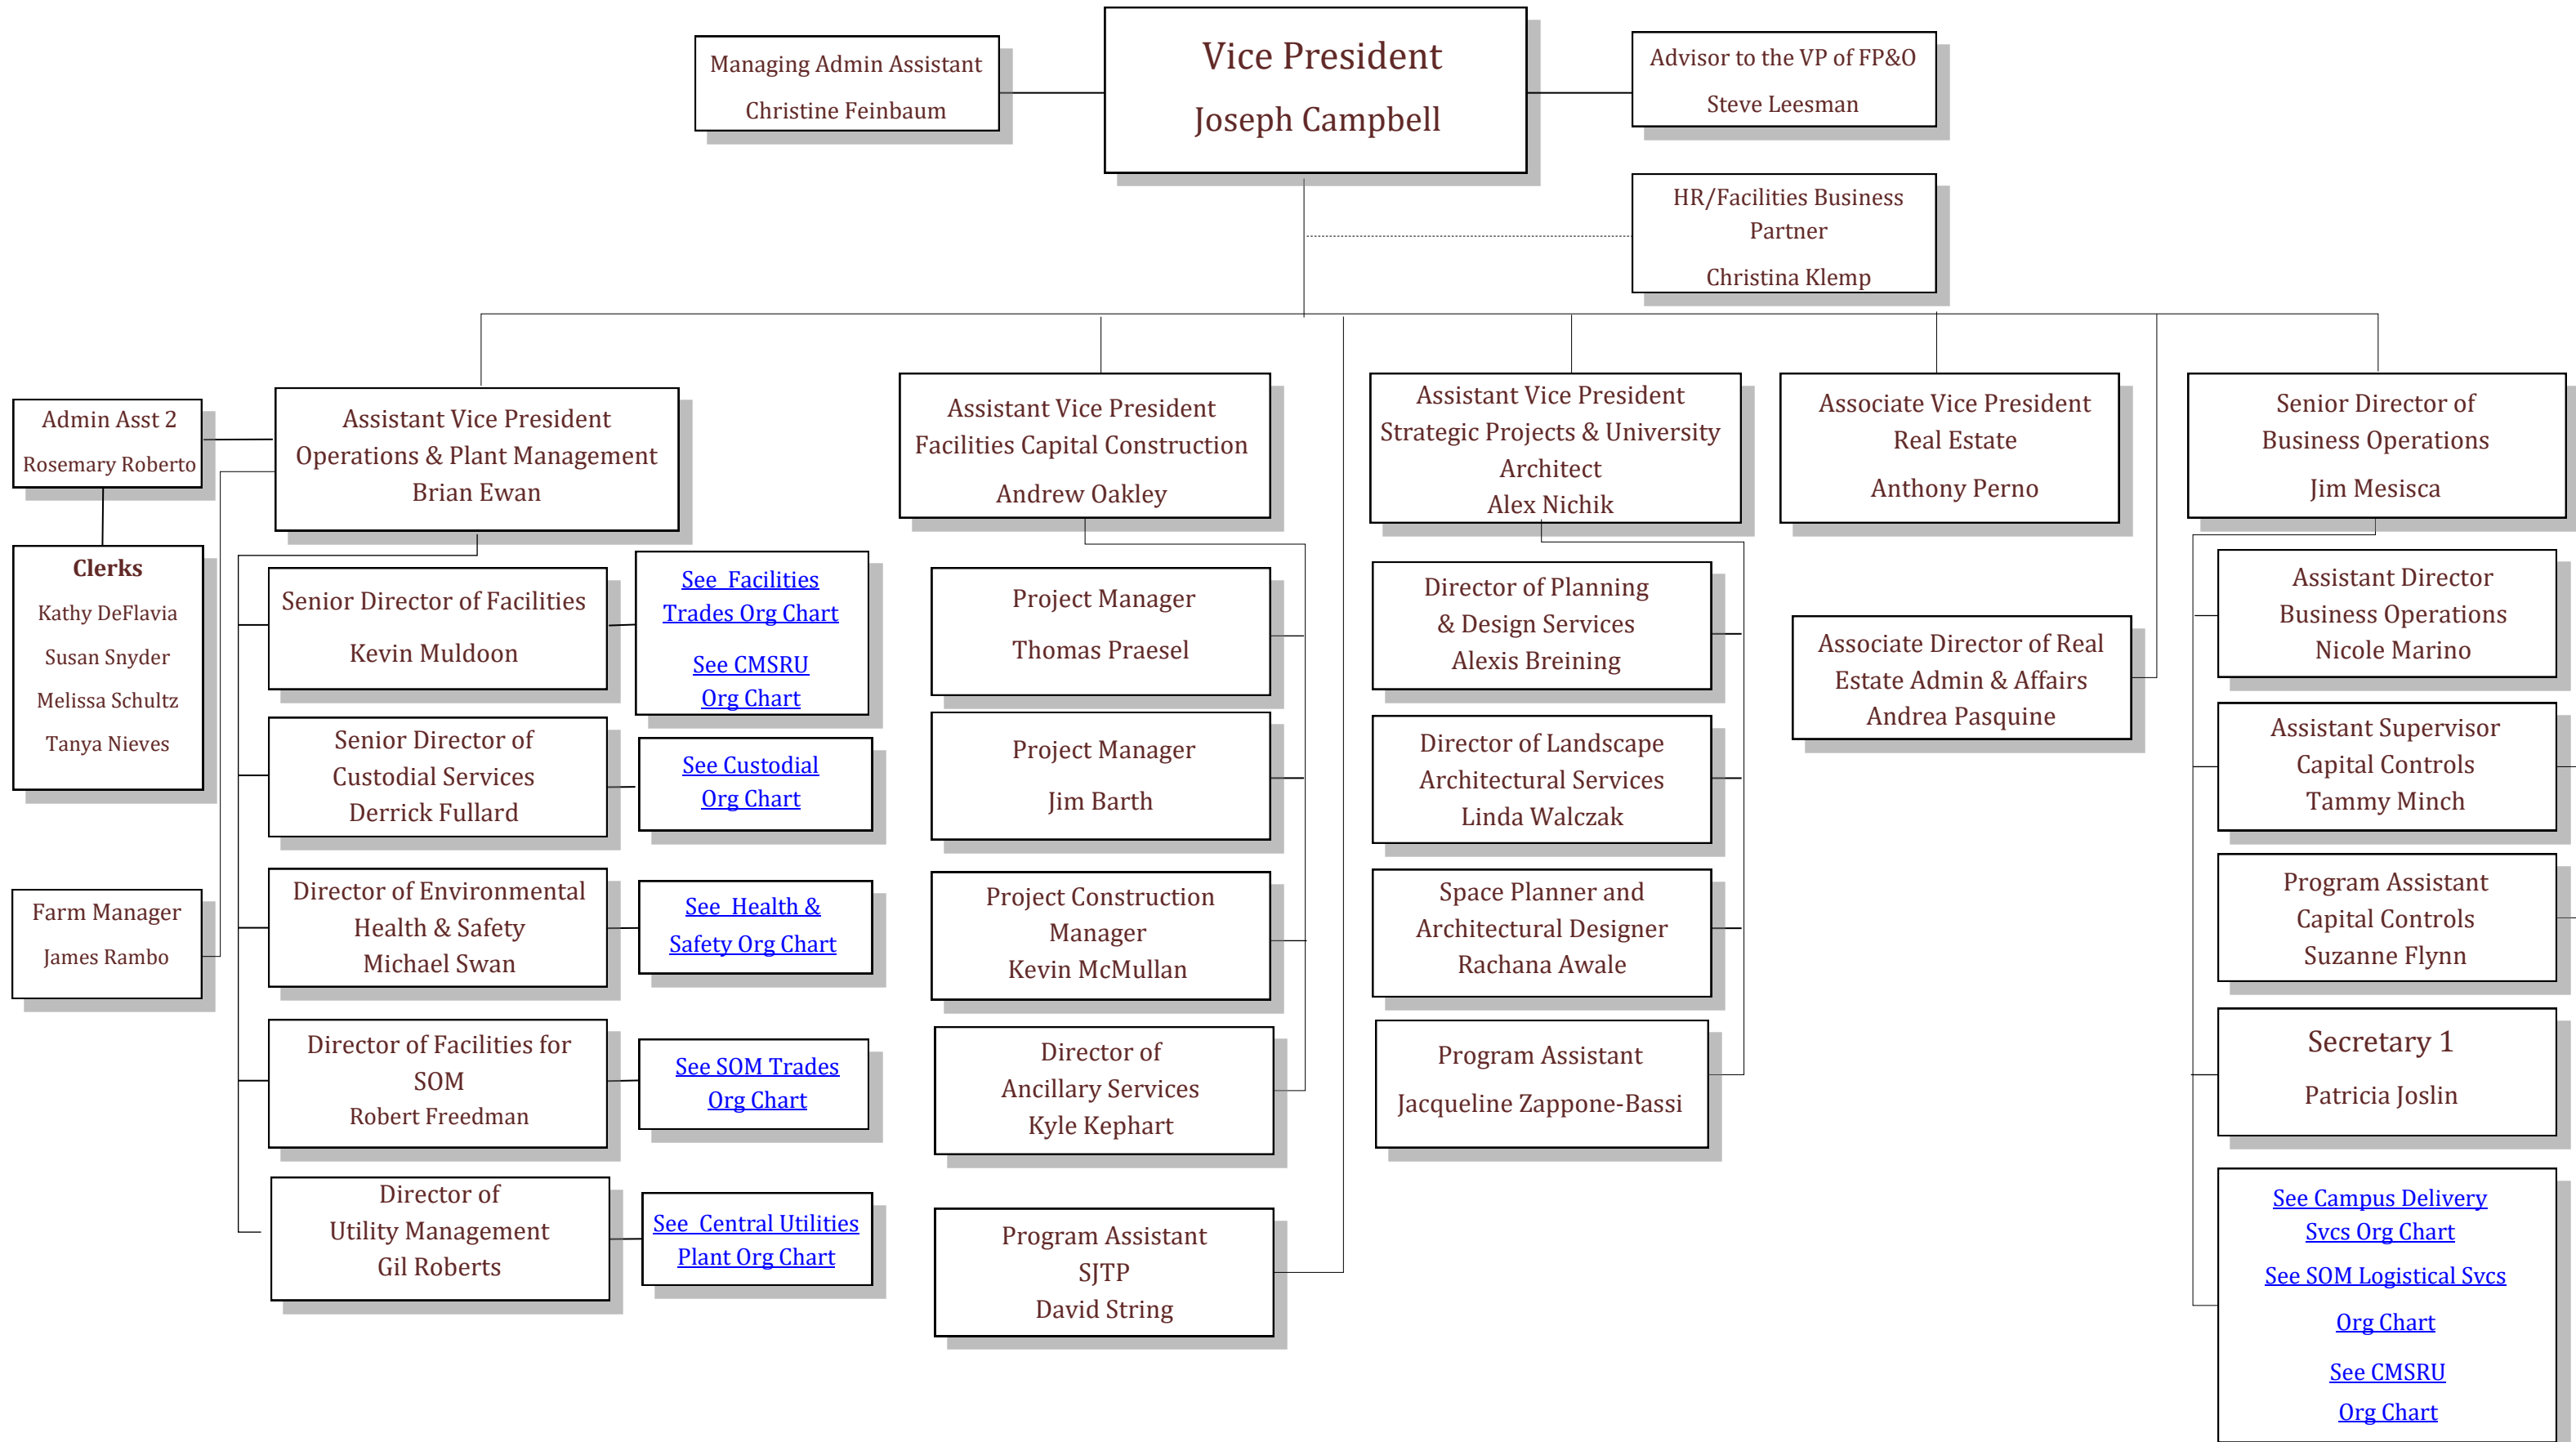 Managing Admin Assistant
Christine Feinbaum
Vice President
Joseph Campbell
Advisor to the VP of FP&O
Steve Leesman
HR/Facilities Business
Partner
Christina Klemp
Admin Asst 2
Rosemary Roberto
Clerks
Kathy DeFlavia
Susan Snyder
Melissa Schultz
Tanya Nieves
Farm Manager
James Rambo
Assistant Vice President
Operations & Plant Management
Brian Ewan
Senior Director of Facilities
Kevin Muldoon
See  Facilities
Trades Org Chart
See CMSRU
Org Chart
Senior Director of
Custodial Services
Derrick Fullard
See Custodial
Org Chart
Director of Environmental
Health & Safety
Michael Swan
See  Health &
Safety Org Chart
Director of Facilities for
SOM
Robert Freedman
See SOM Trades
Org Chart
Director of
Utility Management
Gil Roberts
See  Central Utilities
Plant Org Chart
Assistant Vice President
Facilities Capital Construction
Andrew Oakley
Project Manager
Thomas Praesel
Project Manager
Jim Barth
Project Construction
Manager
Kevin McMullan
Director of
Ancillary Services
Kyle Kephart
Program Assistant
SJTP
David String
Assistant Vice President
Strategic Projects & University
Architect
Alex Nichik
Director of Planning
& Design Services
Alexis Breining
Director of Landscape
Architectural Services
Linda Walczak
Space Planner and
Architectural Designer
Rachana Awale
Program Assistant
Jacqueline Zappone-Bassi
Associate Vice President
Real Estate
Anthony Perno
Associate Director of Real
Estate Admin & Affairs
Andrea Pasquine
Senior Director of
Business Operations
Jim Mesisca
Assistant Director
Business Operations
Nicole Marino
Assistant Supervisor
Capital Controls
Tammy Minch
Program Assistant
Capital Controls
Suzanne Flynn
Secretary 1
Patricia Joslin
See Campus Delivery
Svcs Org Chart
See SOM Logistical Svcs
Org Chart
See CMSRU
Org Chart